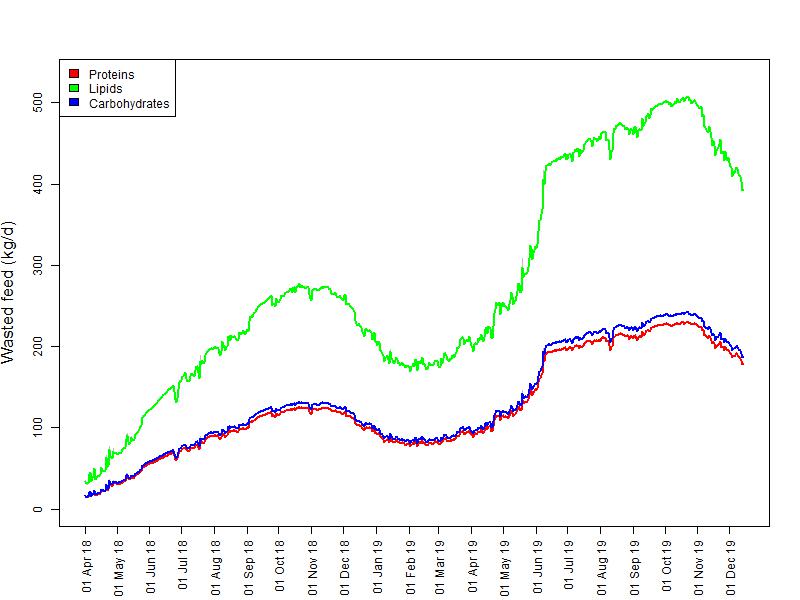 Proteins
Lipids
Carbohydrates
Wasted feed (kg/d)
500
400
300
200
100
0
01 Apr 18
01 May 18
01 Jun 18
01 Jul 18
01 Aug 18
01 Sep 18
01 Oct 18
01 Nov 18
01 Dec 18
01 Jan 19
01 Feb 19
01 Mar 19
01 Apr 19
01 May 19
01 Jun 19
01 Jul 19
01 Aug 19
01 Sep 19
01 Oct 19
01 Nov 19
01 Dec 19